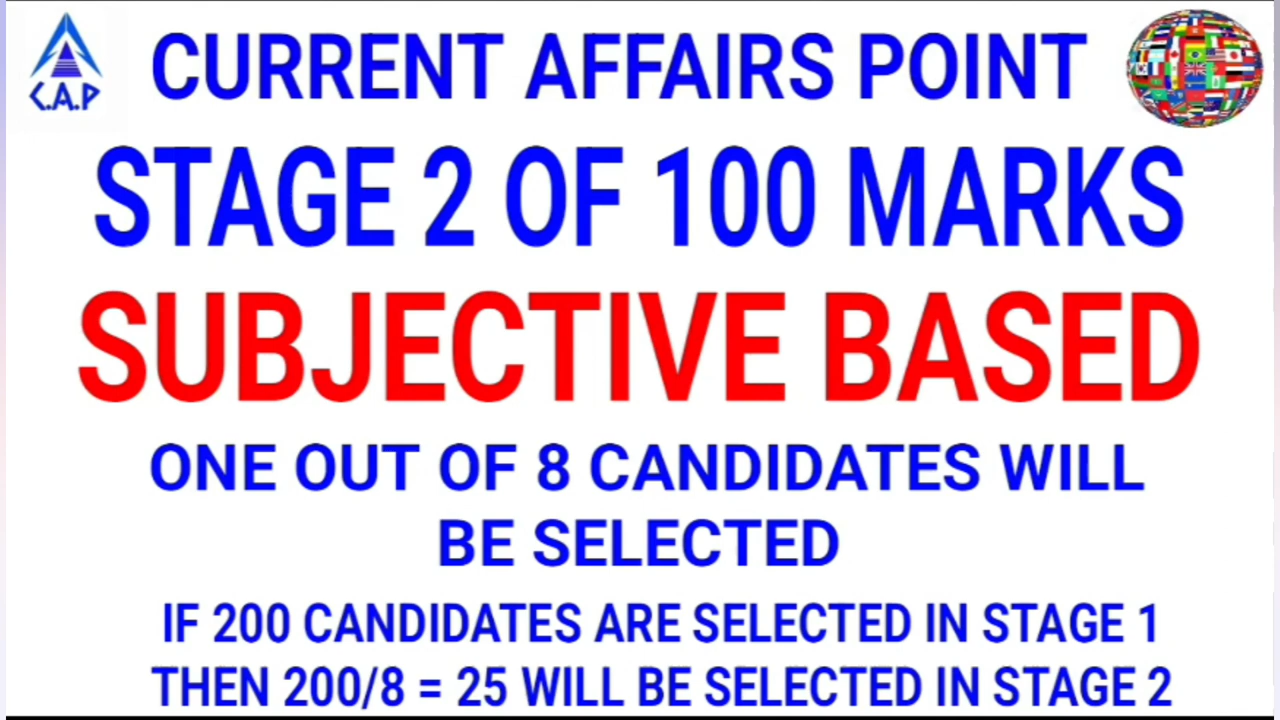 C.A.P
CURRENT AFFAIRS POINT
STAGE 2 OF 100 MARKS
SUBJECTIVE BASED
ONE OUT OF 8 CANDIDATES WILL
BE SELECTED
IF 200 CANDIDATES ARE SELECTED IN STAGE 1
THEN 200/8 = 25 WILL BE SELECTED IN STAGE 2